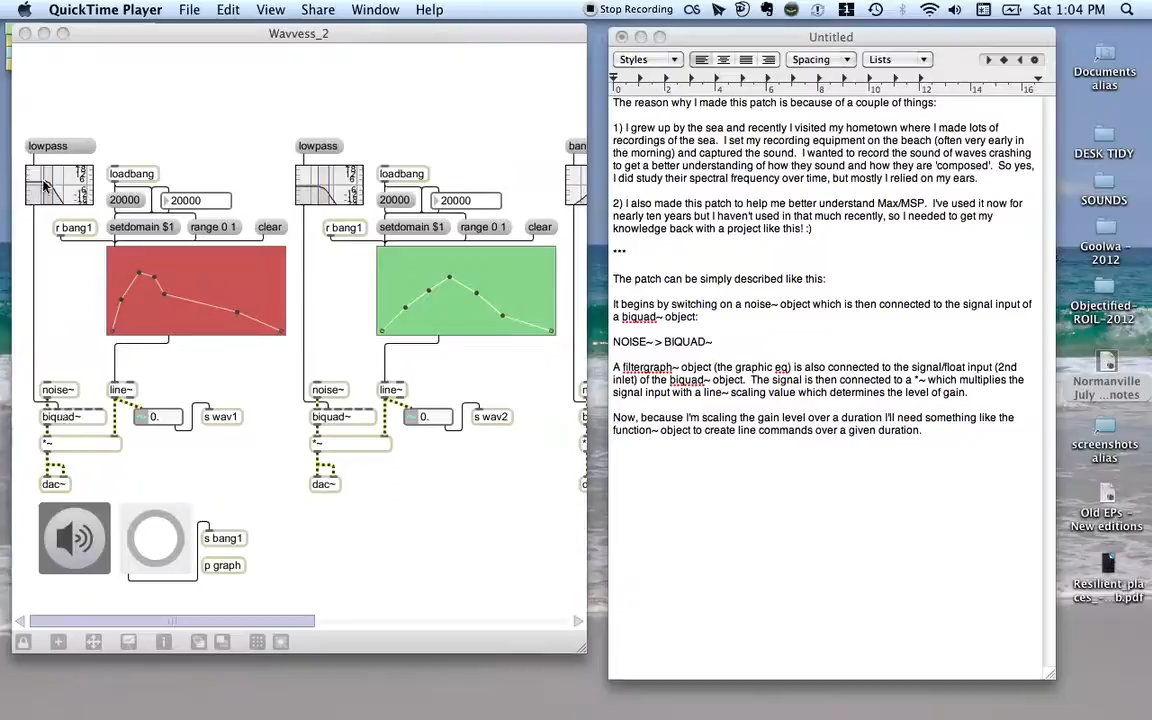 QuickTime Player File Edit View Share Window Help
Stop Recording
Sat 1:04 PM
Wavvess_2
lowpass
lowpass
ban
loadbang
loadbang
20000
20000
20000
20000
r bang1
setdomain $1
range 0 1
clear
r bang1
setdomain $1
range 0 1
clear
noise~
line~
noise~
line~
biquad~
0.
s wav1
biquad~
0.
s wav2
*~
*~
dac~
dac~
s bang1
p graph
Untitled
Styles
Spacing
Lists
0 2 4 6 8 10 12 14 16
The reason why I made this patch is because of a couple of things:
1) I grew up by the sea and recently I visited my hometown where I made lots of
recordings of the sea. I set my recording equipment on the beach (often very early in
the morning) and captured the sound. I wanted to record the sound of waves crashing
to get a better understanding of how they sound and how they are 'composed'. So yes,
I did study their spectral frequency over time, but mostly I relied on my ears.
2) I also made this patch to help me better understand Max/MSP. I've used it now for
nearly ten years but I haven't used in that much recently, so I needed to get my
knowledge back with a project like this! :)
***
The patch can be simply described like this:
It begins by switching on a noise~ object which is then connected to the signal input of
a biquad~ object:
NOISE~ > BIQUAD~
A filtergraph~ object (the graphic eq) is also connected to the signal/float input (2nd
inlet) of the biquad~ object. The signal is then connected to a *~ which multiplies the
signal input with a line~ scaling value which determines the level of gain.
Now, because I'm scaling the gain level over a duration I'll need something like the
function~ object to create line commands over a given duration.
Documents
alias
DESK TIDY
SOUNDS
Goolwa -
2012
Objectified-
ROIL-2012
Normanville
July ...notes
screenshots
alias
Old EPs -
New editions
Resilient_pla
ces_-...b.pdf